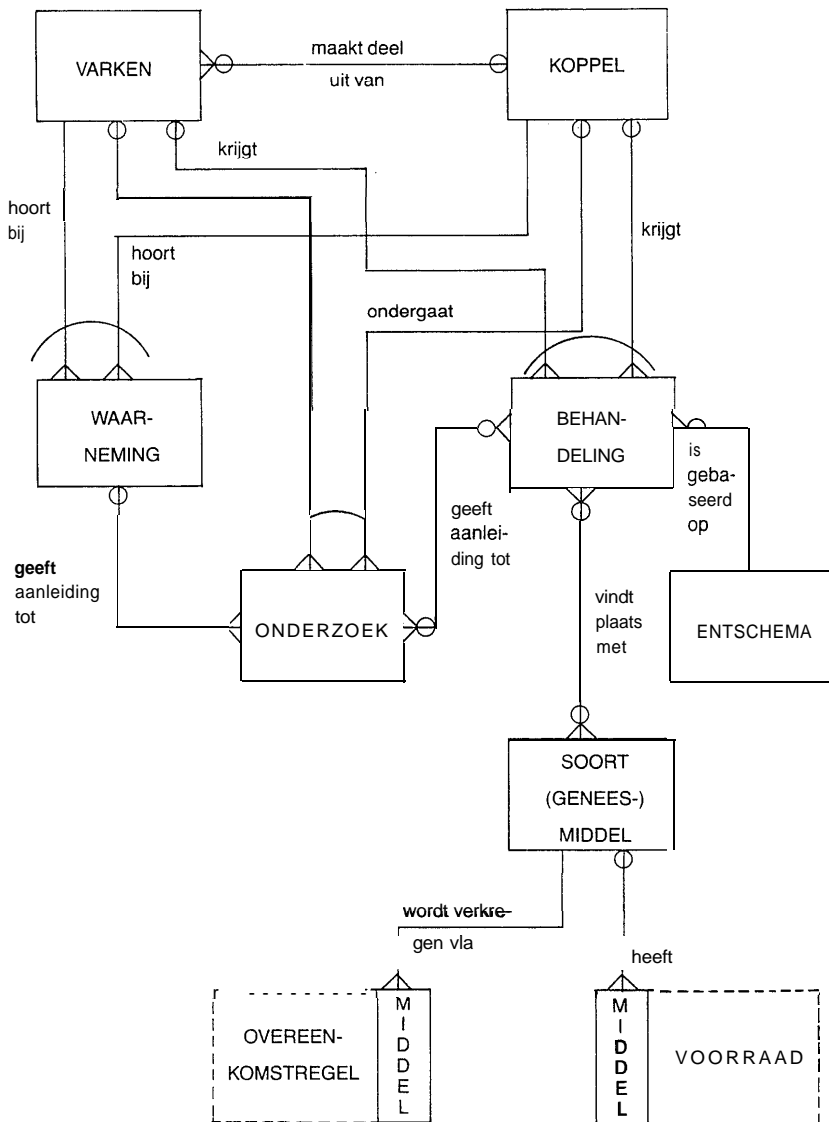 VARKEN
maakt deel
uit van
KOPPEL
krijgt
hoort
bij
hoort
bij
krijgt
ondergaat
WAAR-
NEMING
BEHAN-
DELING
is
geba-
seerd
op
geeft
aanlei-
ding tot
geeft
aanleiding
tot
ONDERZOEK
vindt
plaats
met
ENTSCHEMA
SOORT
(GENEES-)
MIDDEL
wordt verkre-
gen vla
heeft
OVEREEN-
KOMSTREGEL
M
I
D
D
E
L
M
I
D
D
E
L
VOORRAAD